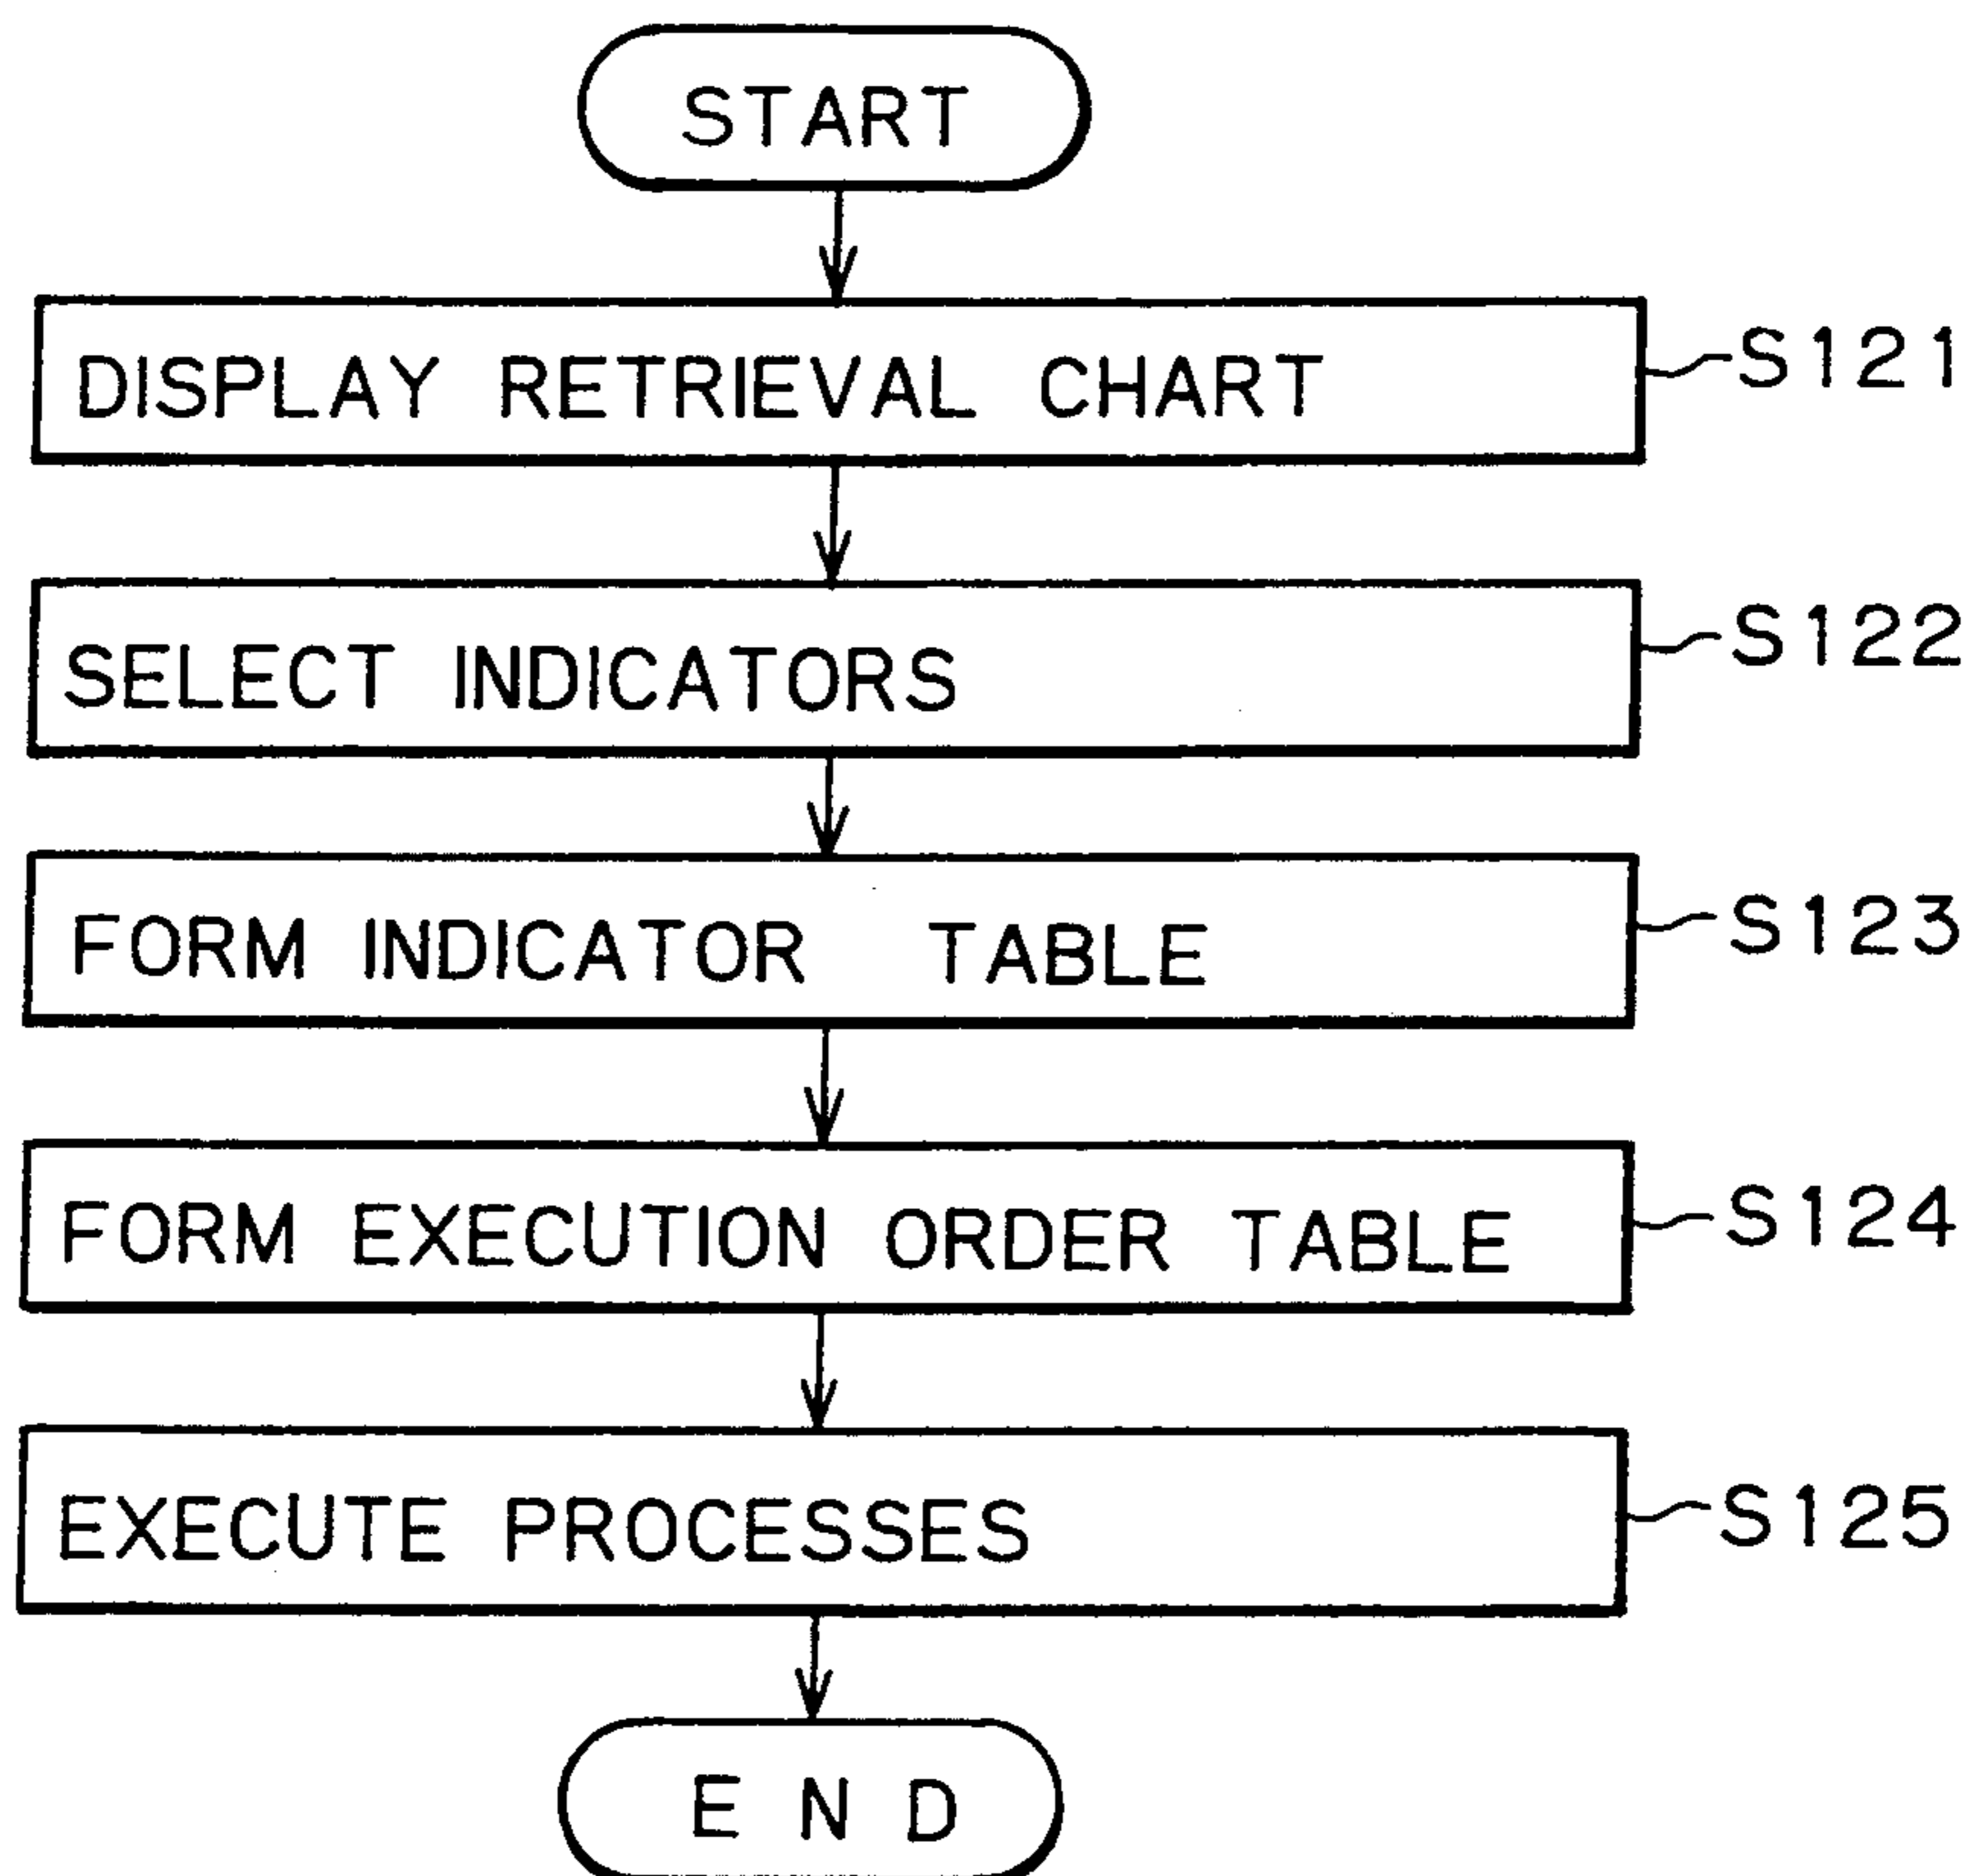 START
DISPLAY RETRIEVAL CHART
S121
SELECT INDICATORS
S122
FORM INDICATOR TABLE
S123
FORM EXECUTION ORDER TABLE
S124
EXECUTE PROCESSES
S125
END